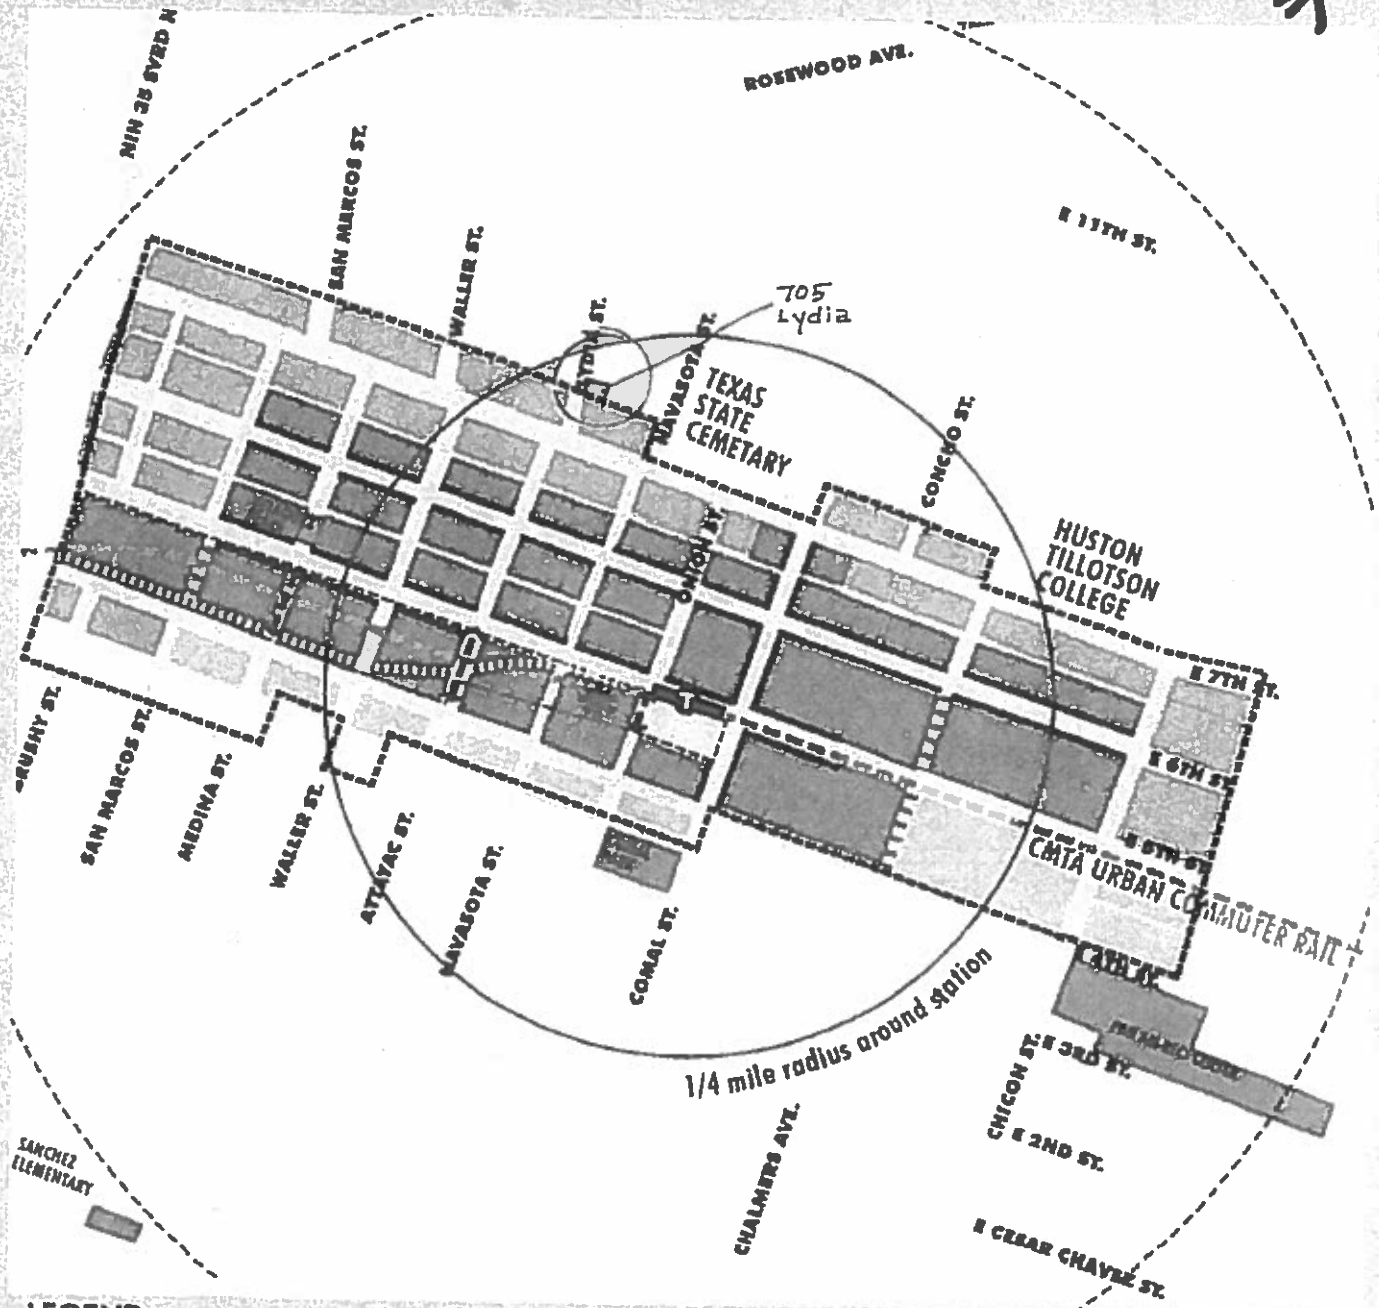 ROSEWOOD AVE.
SAN MARCOS ST.
E 11TH ST.
WALLER ST.
705
Lydia
NAVASOTA ST.
TEXAS
STATE
CEMETARY
CONCHO ST.
HUSTON
TILLOTSON
COLLEGE
ONION ST.
E 7TH ST.
T
E 6TH ST.
E 5TH ST.
CMTA URBAN COMMUTER RAIL
SAN MARCOS ST.
MEDINA ST.
WALLER ST.
ATTAYAC ST.
NAVASOTA ST.
COMAL ST.
1/4 mile radius around station
E 3RD ST.
CHICON ST.
E 2ND ST.
CHALMERS AVE.
SANCHEZ
ELEMENTARY
E CESAR CHAVEZ ST.